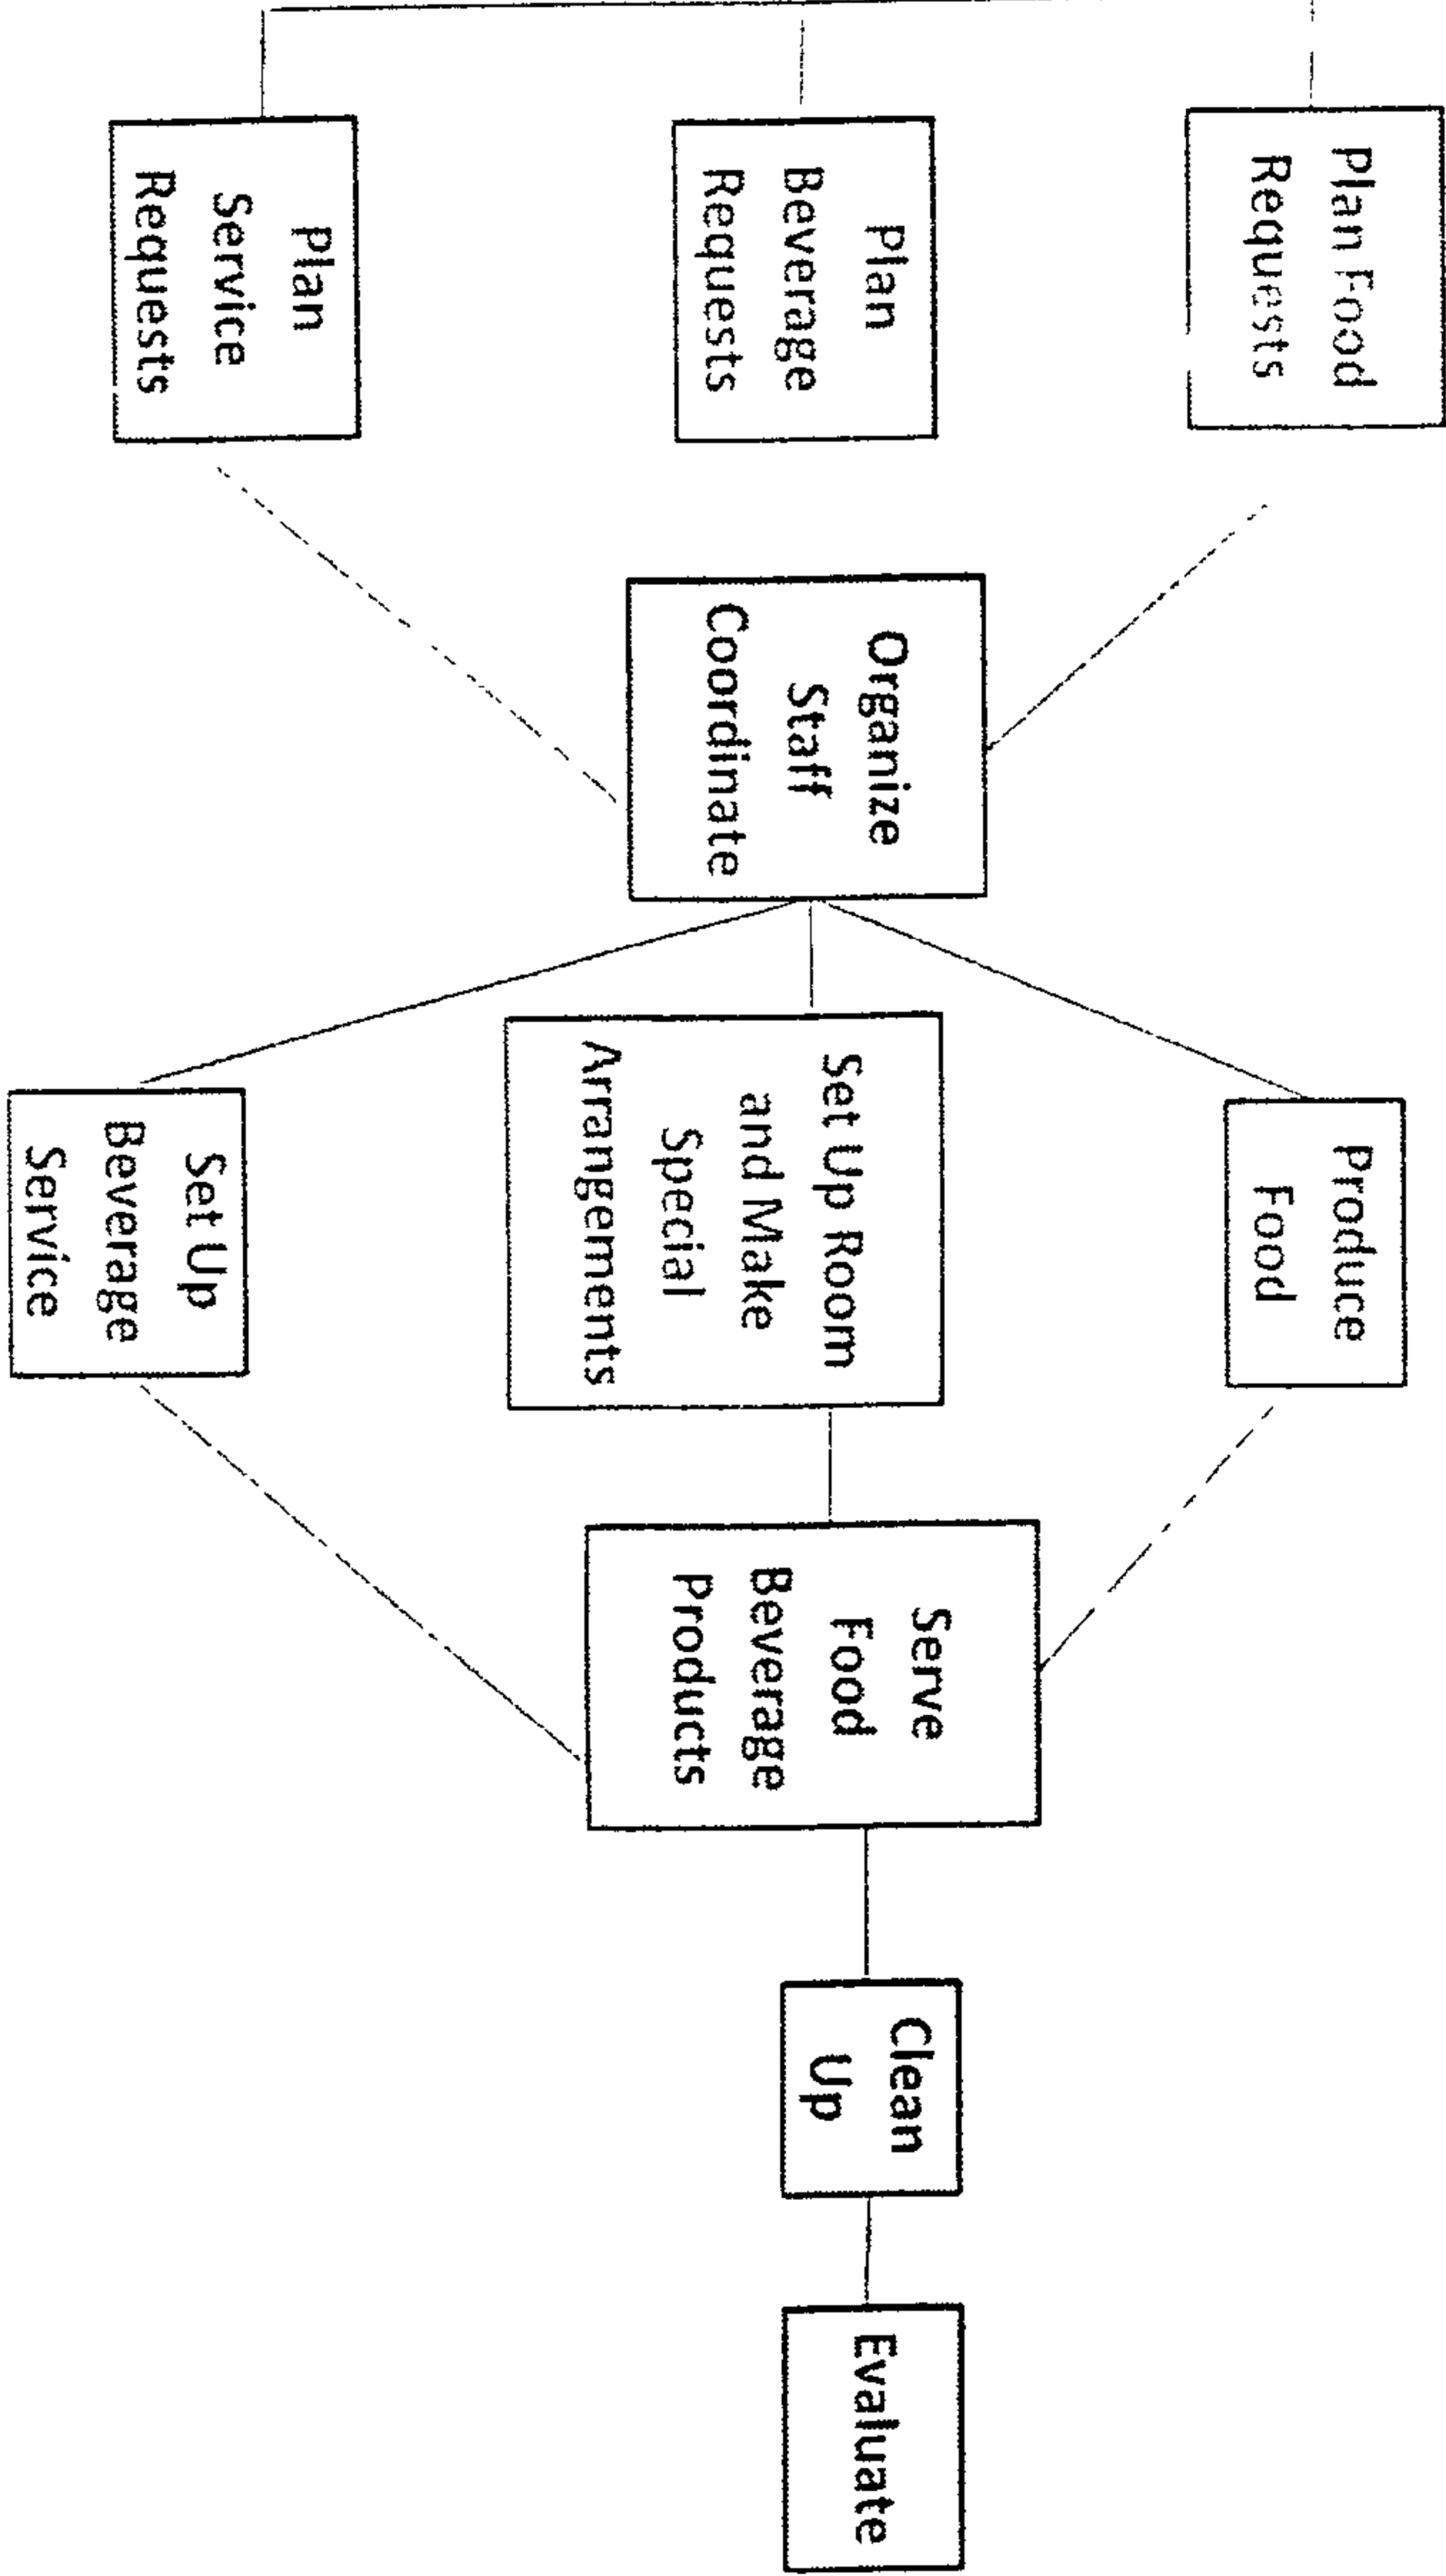 Plan Food
Requests
Plan
Beverage
Requests
Plan
Service
Requests
Organize
Staff
Coordinate
Produce
Food
Set Up Room
and Make
Special
Arrangements
Set Up
Beverage
Service
Serve
Food
Beverage
Products
Clean
Up
Evaluate